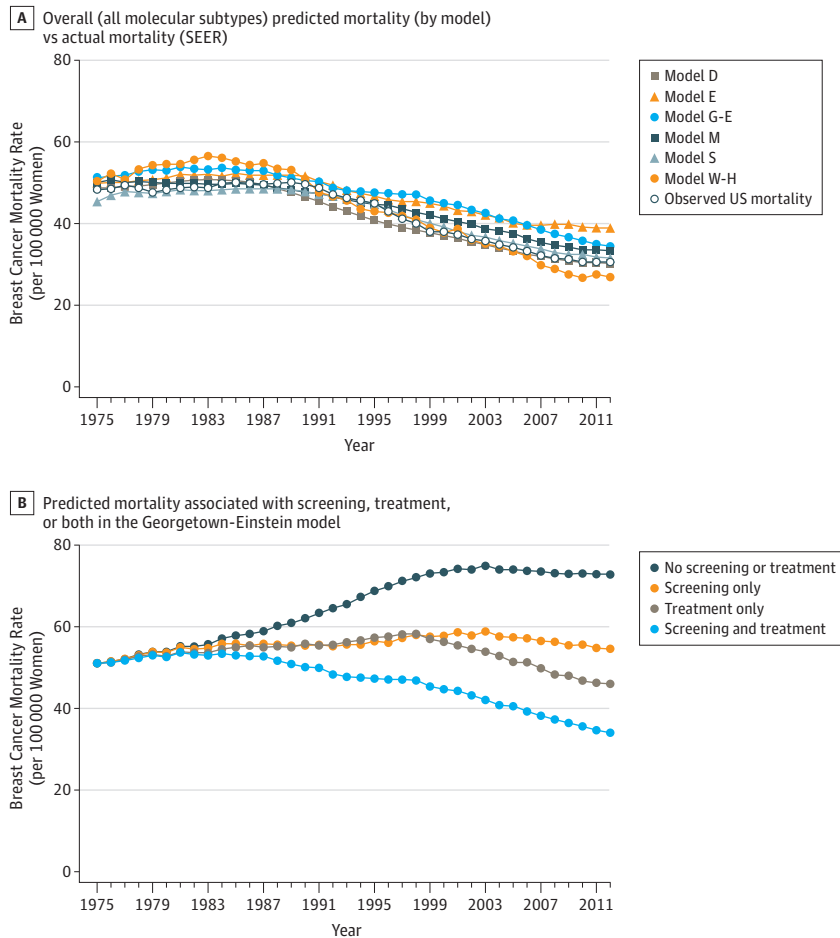 A Overall (all molecular subtypes) predicted mortality (by model)
vs actual mortality (SEER)
80
60
40
20
0
Breast Cancer Mortality Rate
(per 100 000 Women)
1975 1979 1983 1987 1991 1995 1999 2003 2007 2011
Year
Model D
Model E
Model G-E
Model M
Model S
Model W-H
Observed US mortality
B Predicted mortality associated with screening, treatment,
or both in the Georgetown-Einstein model
80
60
40
20
0
Breast Cancer Mortality Rate
(per 100 000 Women)
1975 1979 1983 1987 1991 1995 1999 2003 2007 2011
Year
No screening or treatment
Screening only
Treatment only
Screening and treatment